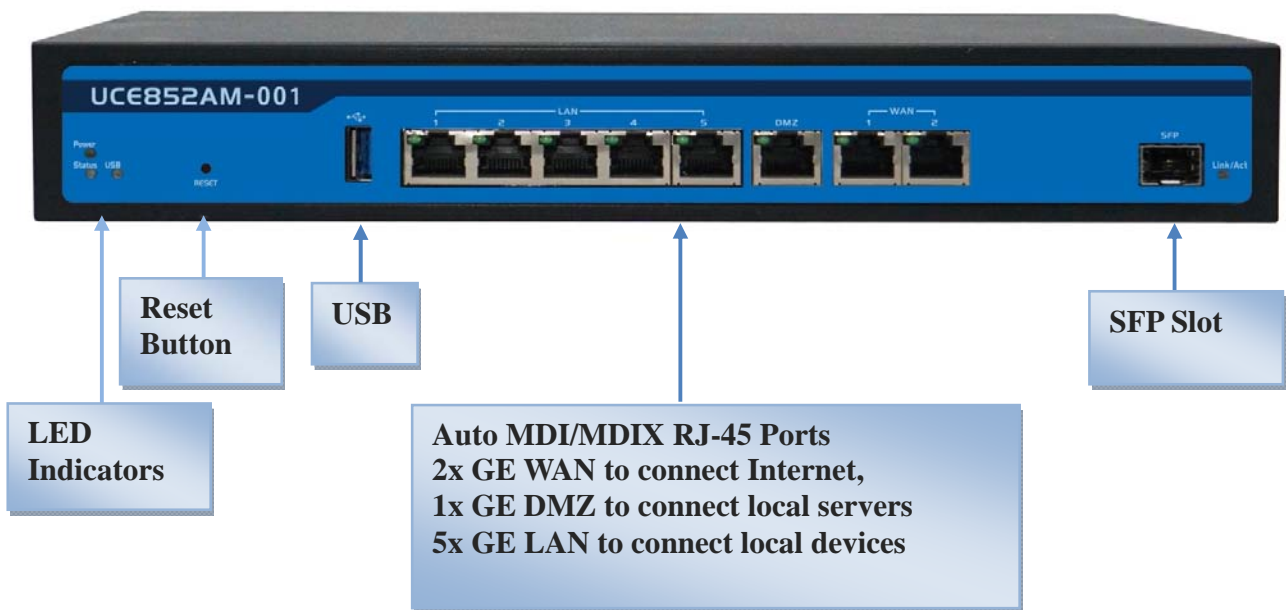 UCE852AM-001
LAN
WAN
1 2 3 4 5 DMZ 1 2
SFP
Power
Status USB
RESET
Link/Act
Reset
Button
USB
SFP Slot
LED
Indicators
Auto MDI/MDIX RJ-45 Ports
2x GE WAN to connect Internet,
1x GE DMZ to connect local servers
5x GE LAN to connect local devices